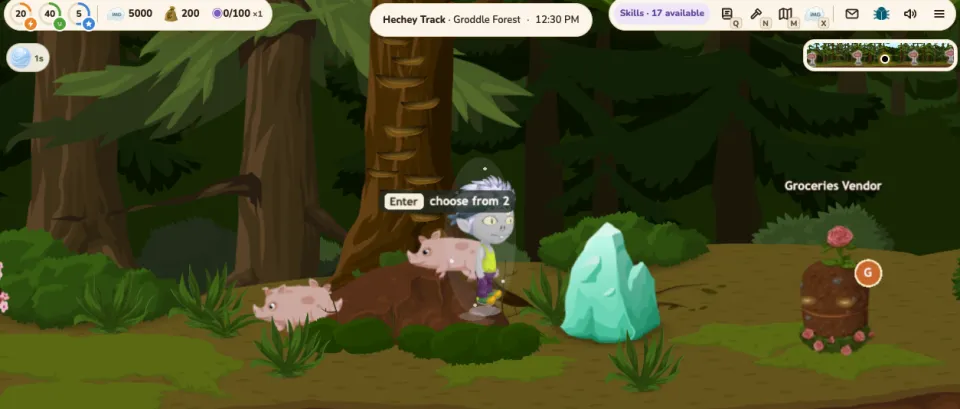 20 40 5 5000 200 0/100 ×1
Hechey Track · Groddle Forest · 12:30 PM
Skills · 17 available
Q N M X
1s
Enter choose from 2
Groceries Vendor
G